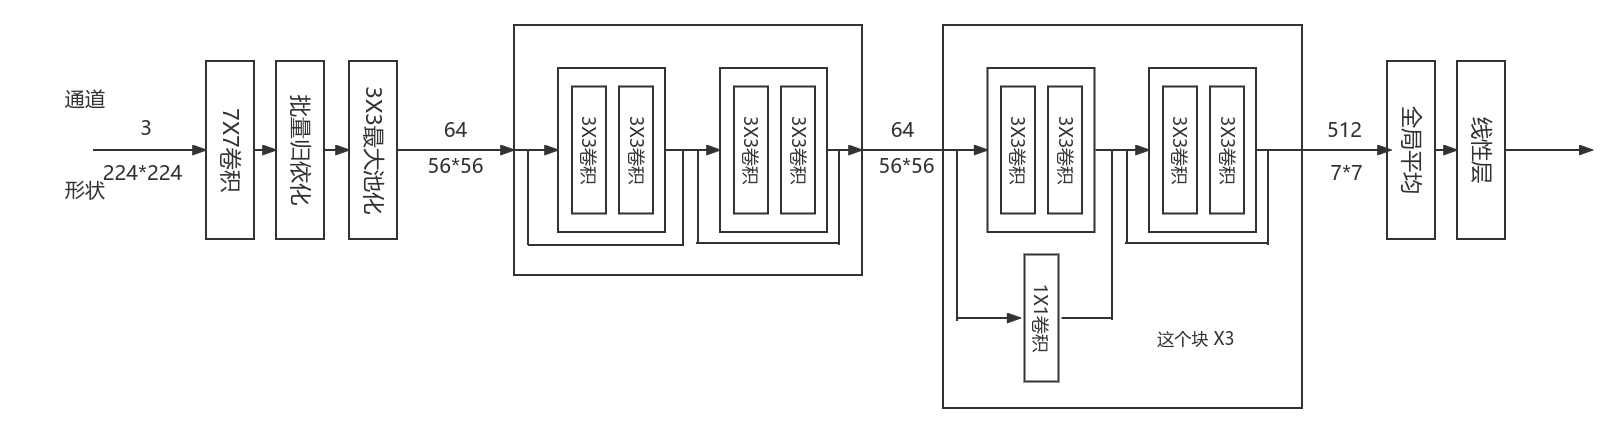 通道
形状
3
224*224
7X7卷积
批量归依化
3X3最大池化
64
56*56
3X3卷积
3X3卷积
3X3卷积
3X3卷积
64
56*56
3X3卷积
3X3卷积
1X1卷积
3X3卷积
3X3卷积
这个块 X3
512
7*7
全局平均
线性层